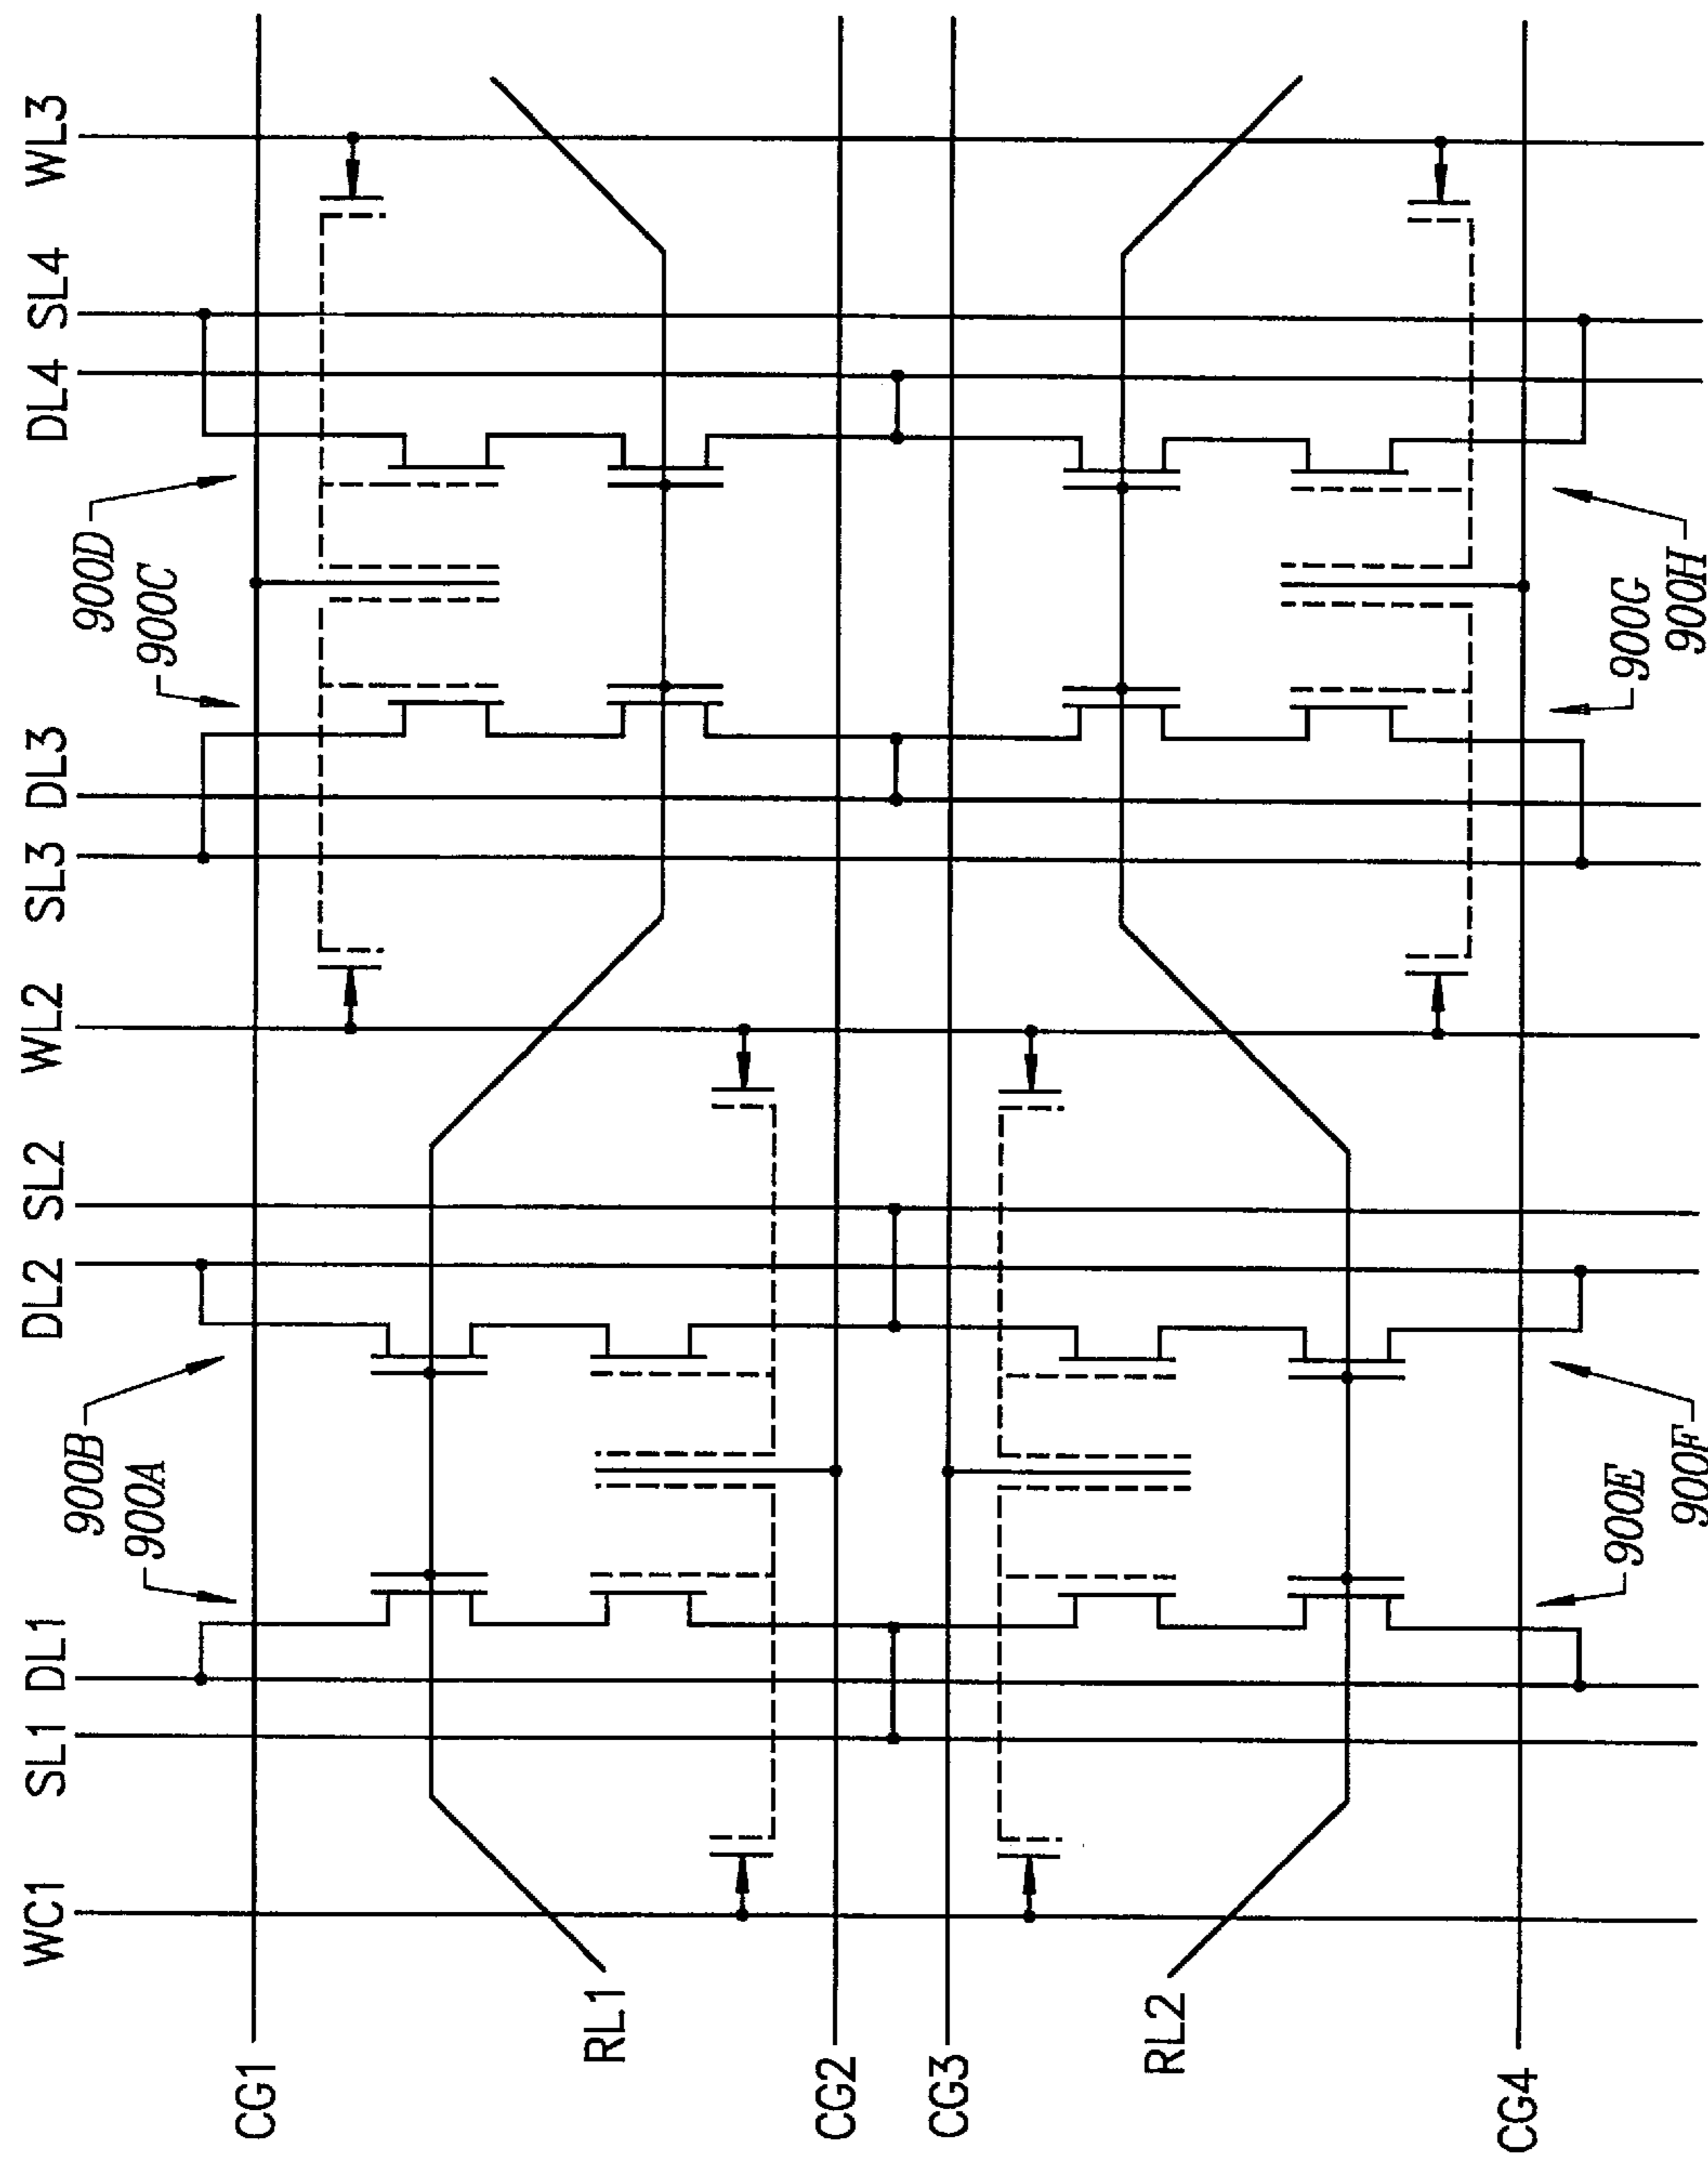 WC1 SL1 DL1 DL2 SL2 WL2 SL3 DL3 DL4 SL4 WL3
900B
900A
900D
900C
CG1
RL1
CG2
CG3
RL2
CG4
900E
900F
900G
900H